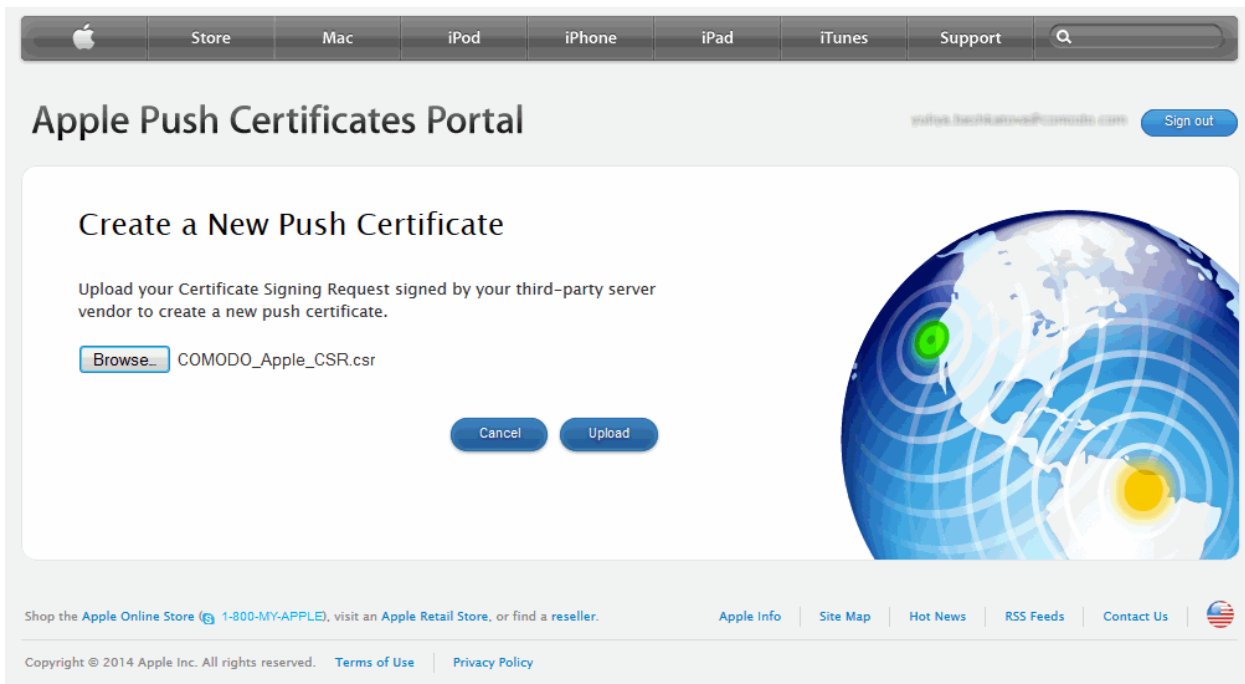 Store Mac iPod iPhone iPad iTunes Support
Apple Push Certificates Portal
Sign out
Create a New Push Certificate
Upload your Certificate Signing Request signed by your third-party server
vendor to create a new push certificate.
Browse... COMODO_Apple_CSR.csr
Cancel Upload
Shop the Apple Online Store (1-800-MY-APPLE), visit an Apple Retail Store, or find a reseller. Apple Info Site Map Hot News RSS Feeds Contact Us
Copyright © 2014 Apple Inc. All rights reserved. Terms of Use Privacy Policy